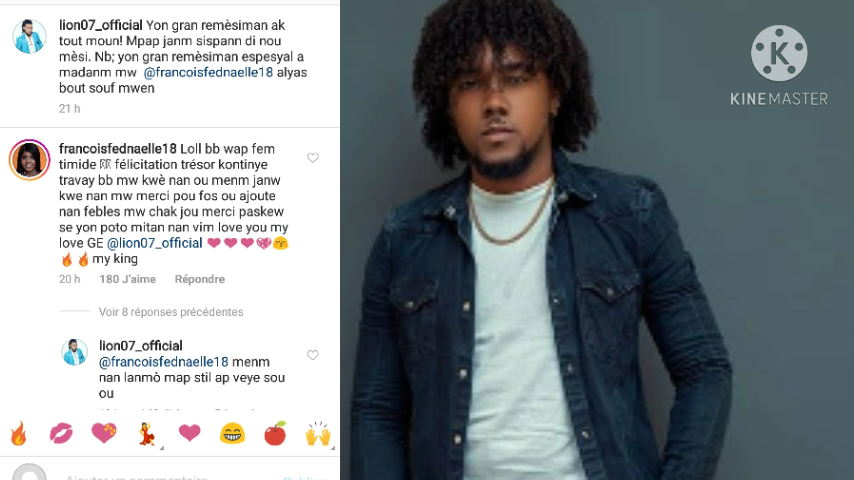 lion07_official Yon gran remèsiman ak
tout moun! Mpap janm sispann di nou
mèsi. Nb; yon gran remèsiman espesyal a
madanm mw @francoisfednaelle18 alyas
bout souf mwen
21 h
francoisfednaelle18 Loll bb wap fem
timide félicitation trésor kontinye
travay bb mw kwè nan ou menm janw
kwe nan mw merci pou fos ou ajoute
nan febles mw chak jou merci paskew
se yon poto mitan nan vim love you my
love GE @lion07_official ❤️❤️❤️💖😚
🔥🔥my king
20 h 180 J'aime Répondre
Voir 8 réponses précédentes
lion07_official
@francoisfednaelle18 menm
nan lanmò map stil ap veye sou
ou
Ajouter un commentaire
Publier
K
KINEMASTER